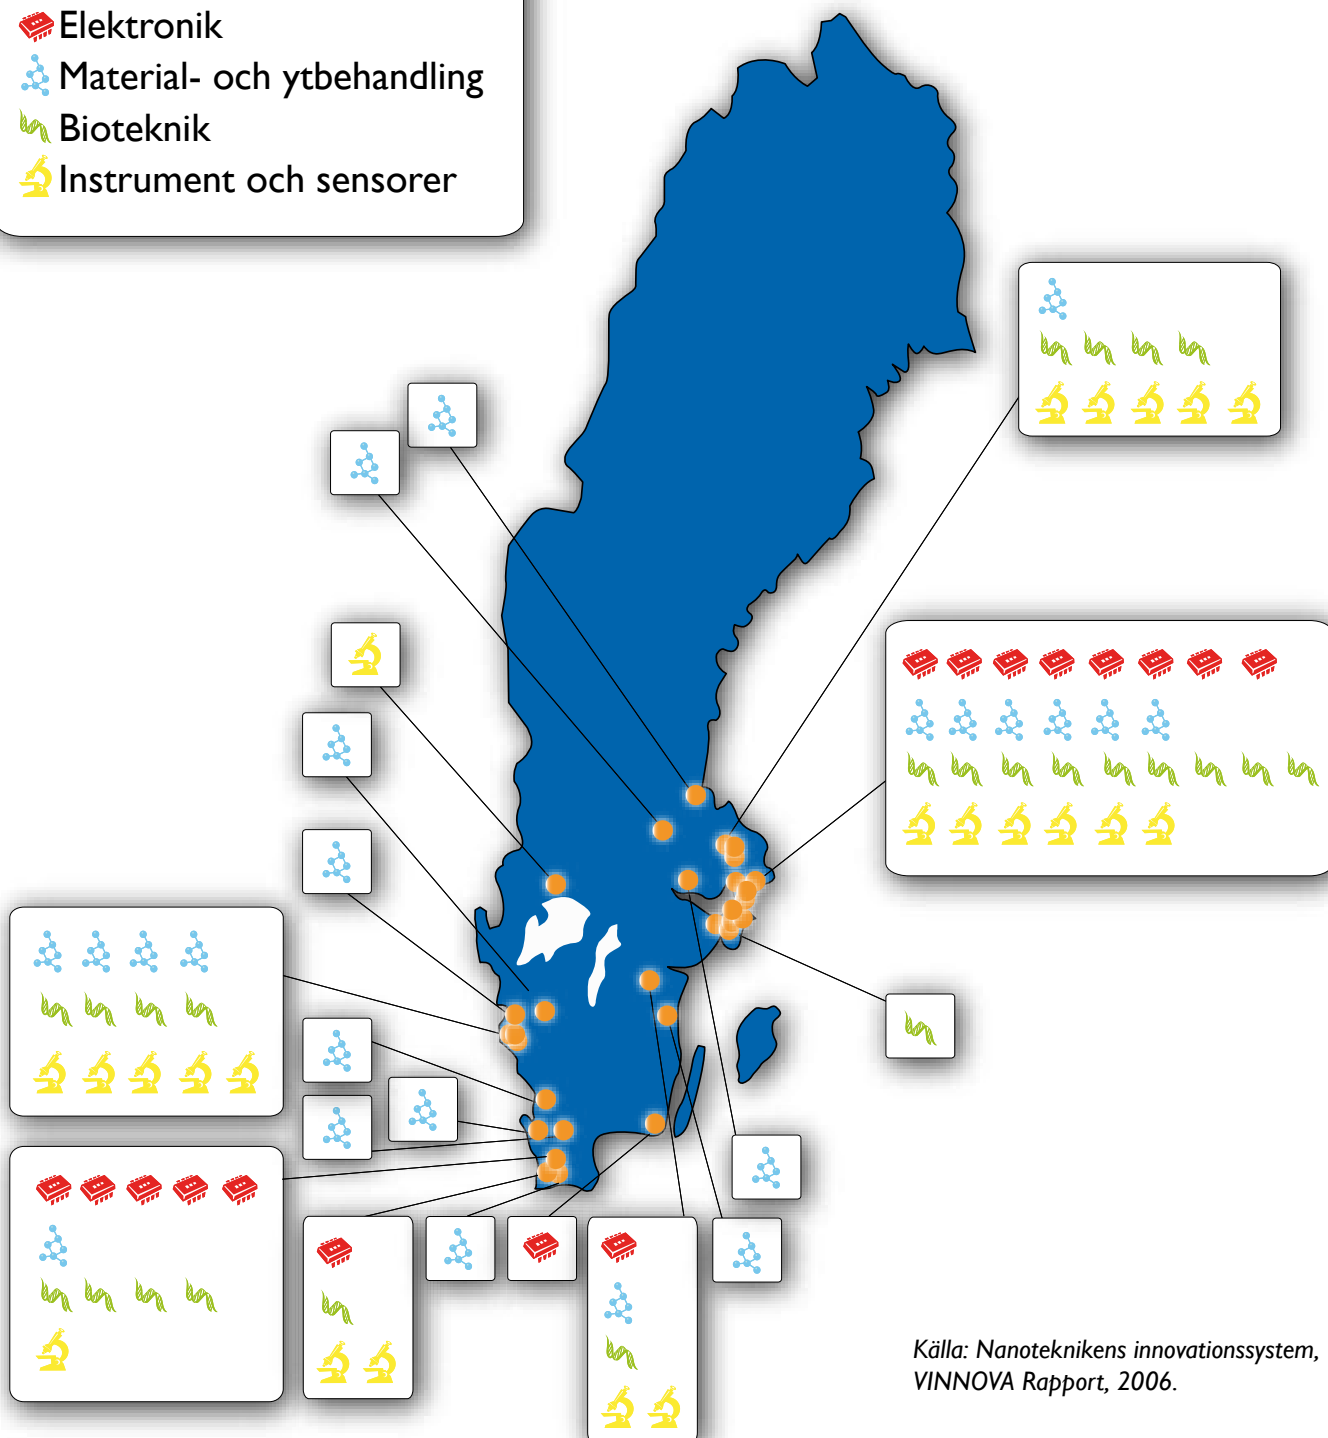 Elektronik
Material- och ytbehandling
Bioteknik
Instrument och sensorer
Källa: Nanoteknikens innovationssystem,
VINNOVA Rapport, 2006.